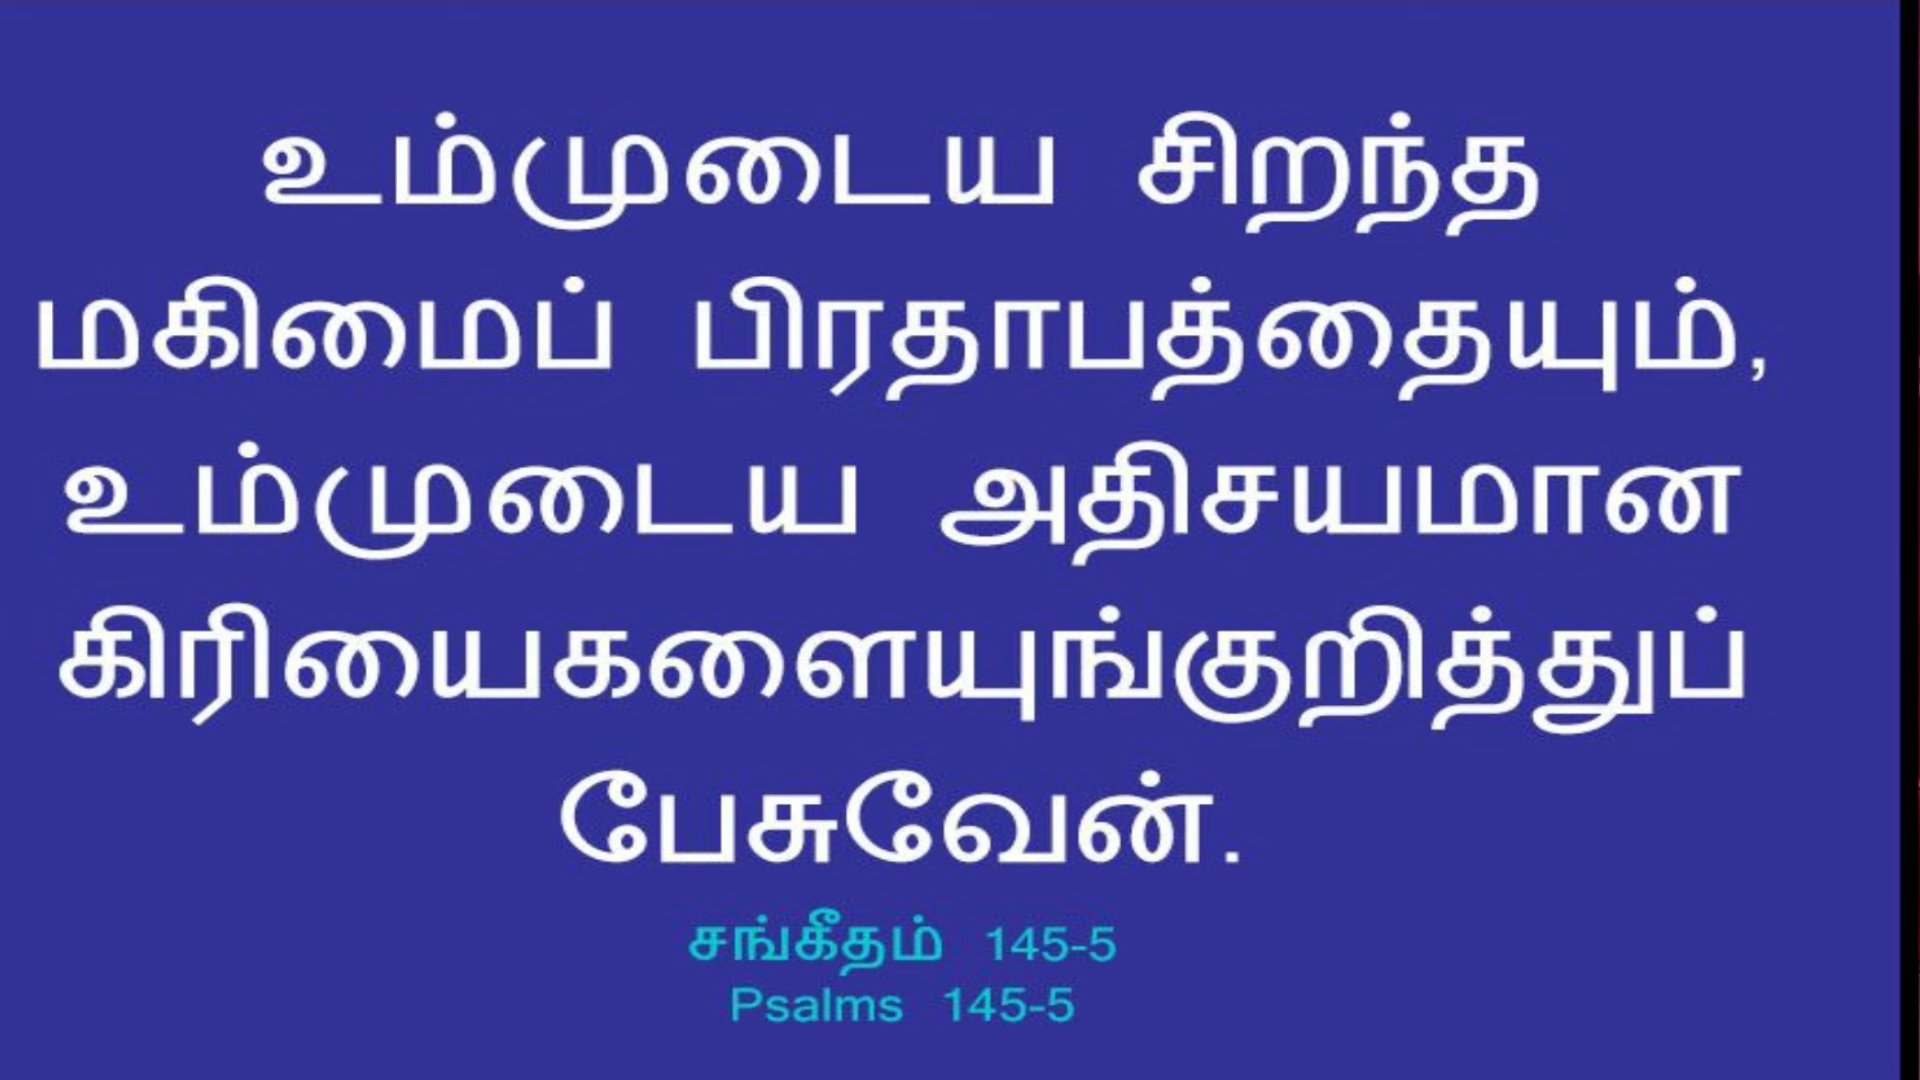 உம்முடைய சிறந்த
மகிமைப் பிரதாபத்தையும்,
உம்முடைய அதிசயமான
கிரியைகளையுங்குறித்துப்
பேசுவேன்.
சங்கீதம் 145-5
Psalms 145-5